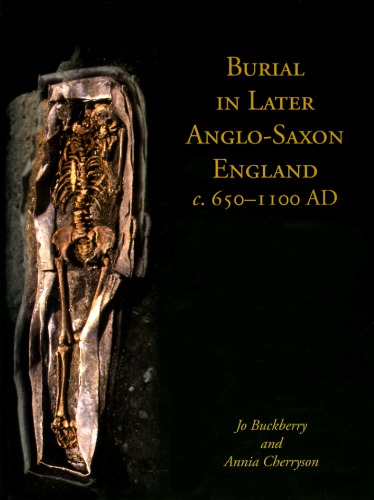 Burial
in Later
Anglo-Saxon
England
c. 650–1100 AD
Jo Buckberry
and
Annia Cherryson